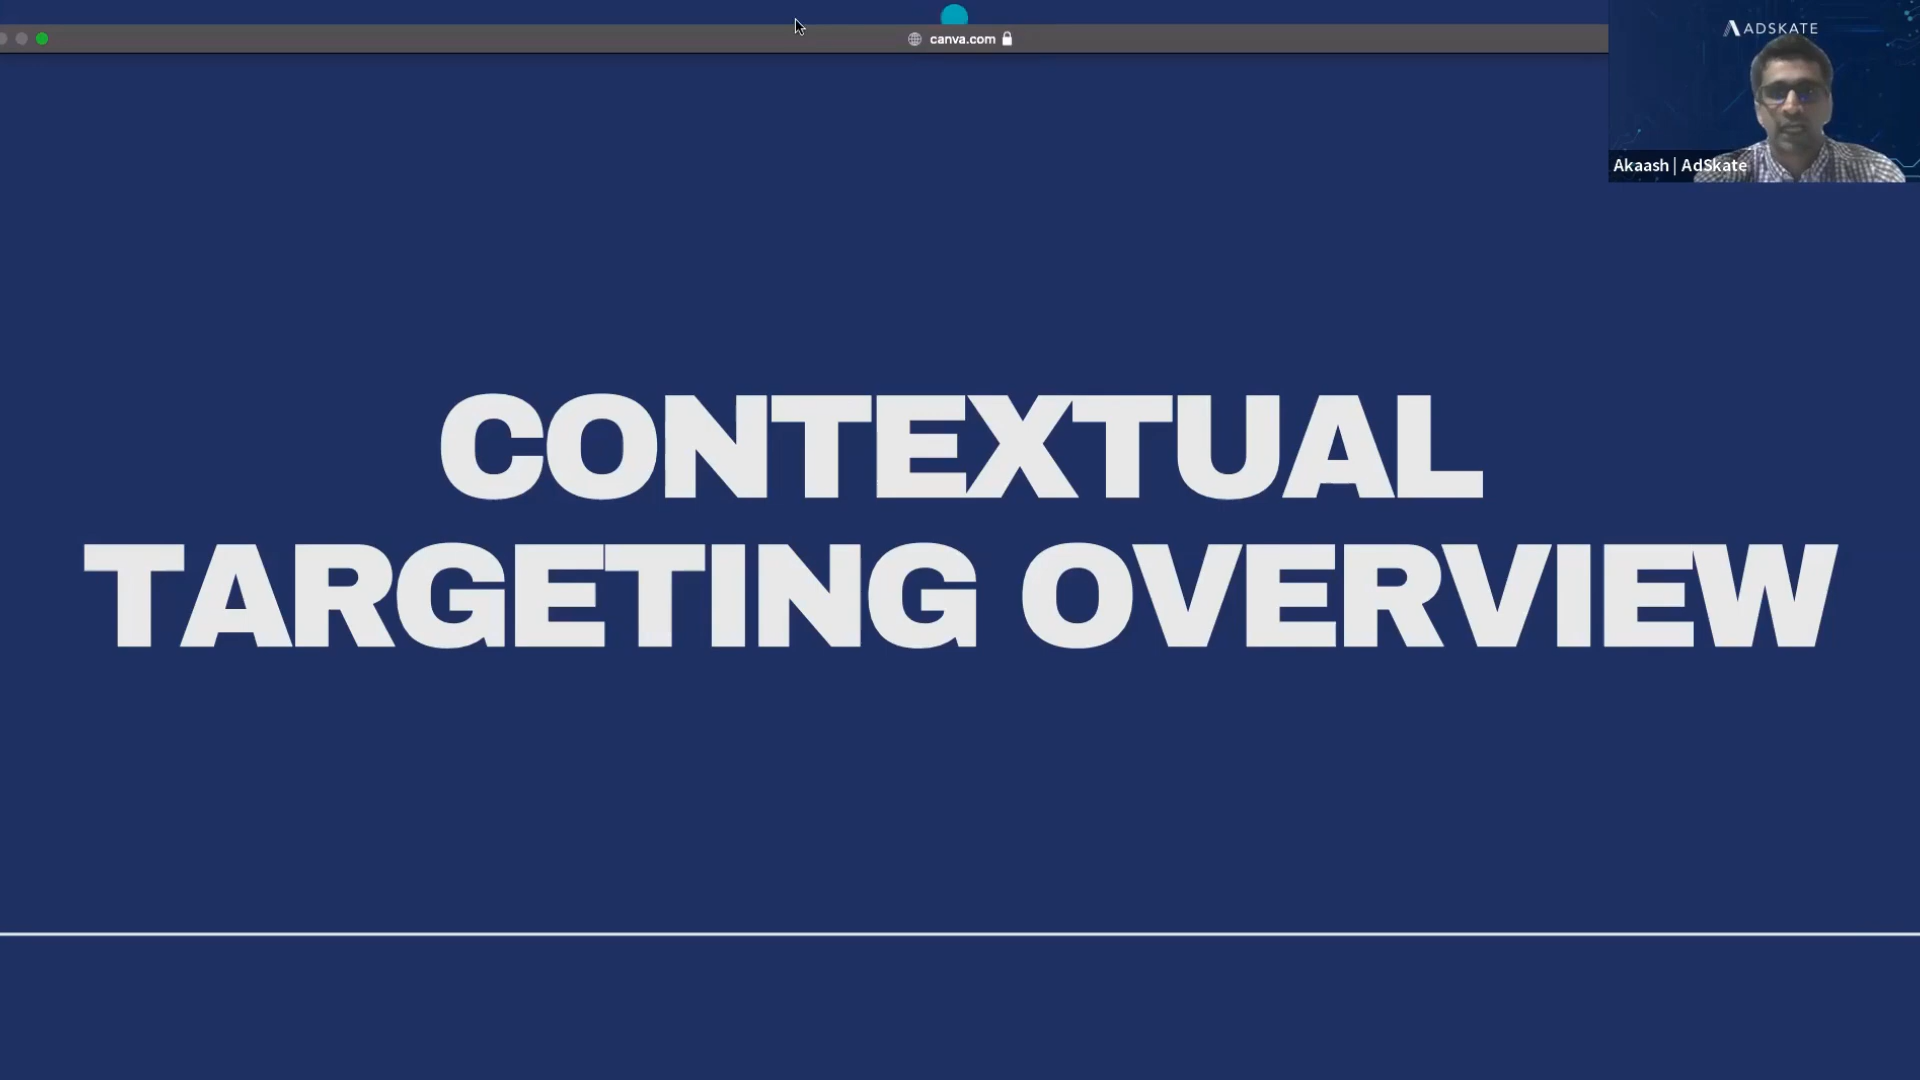 canva.com
ADSKATE
Akaash | AdSkate
CONTEXTUAL
TARGETING OVERVIEW